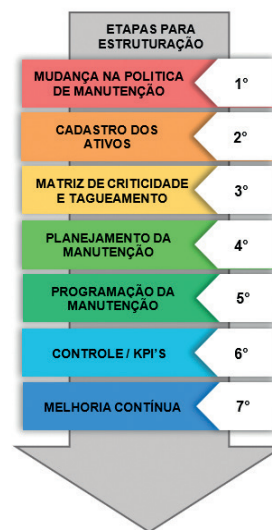 ETAPAS PARA
ESTRUTURAÇÃO
MUDANÇA NA POLITICA
DE MANUTENÇÃO
1°
CADASTRO DOS
ATIVOS
2°
MATRIZ DE CRITICIDADE
E TAGUEAMENTO
3°
PLANEJAMENTO DA
MANUTENÇÃO
4°
PROGRAMAÇÃO DA
MANUTENÇÃO
5°
CONTROLE / KPI'S
6°
MELHORIA CONTÍNUA
7°